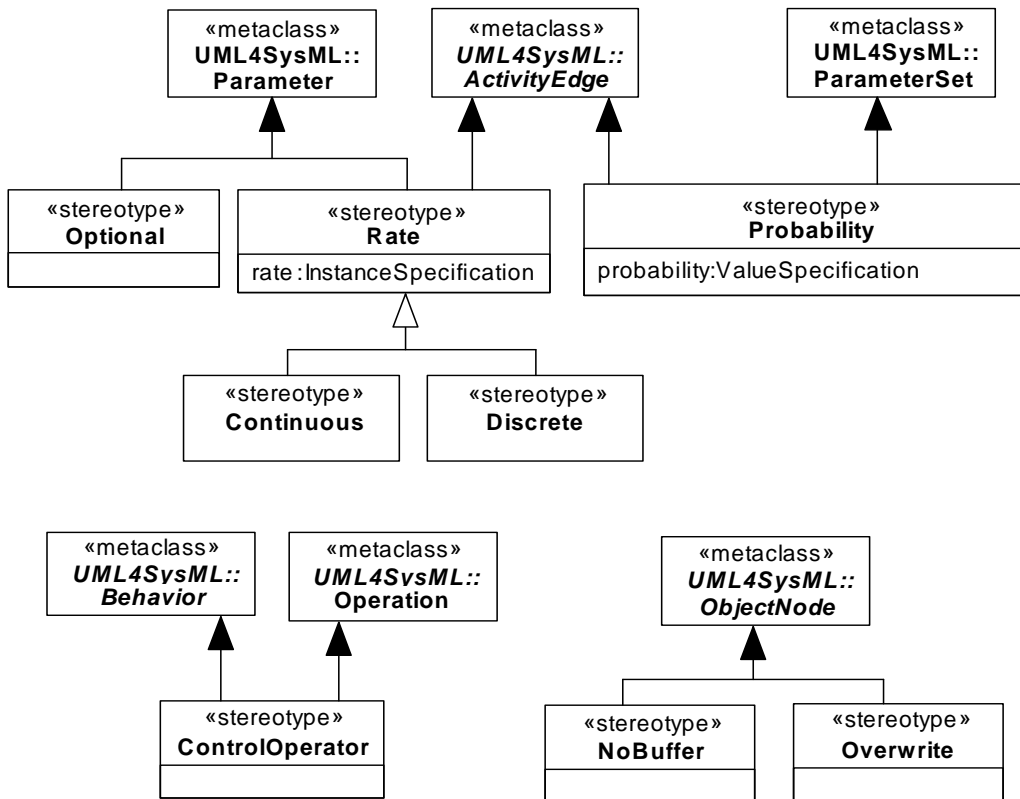 «metaclass»
UML4SysML::
Parameter
«metaclass»
UML4SysML::
ActivityEdge
«metaclass»
UML4SysML::
ParameterSet
«stereotype»
Optional
«stereotype»
Rate
rate:InstanceSpecification
«stereotype»
Probability
probability:ValueSpecification
«stereotype»
Continuous
«stereotype»
Discrete
«metaclass»
UML4SysML::
Behavior
«metaclass»
UML4SysML::
Operation
«metaclass»
UML4SysML::
ObjectNode
«stereotype»
ControlOperator
«stereotype»
NoBuffer
«stereotype»
Overwrite